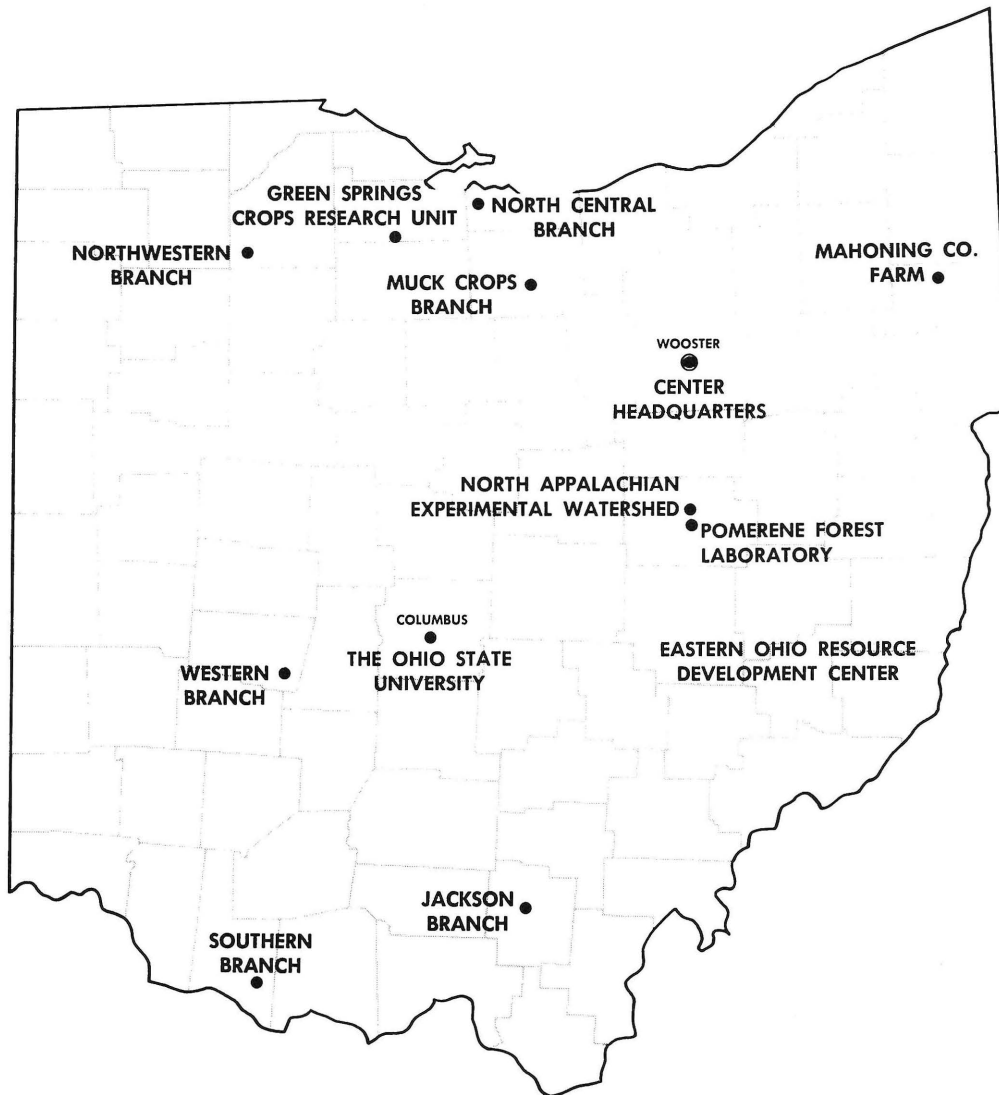 GREEN SPRINGS
CROPS RESEARCH UNIT
NORTH CENTRAL
BRANCH
NORTHWESTERN
BRANCH
MUCK CROPS
BRANCH
MAHONING CO.
FARM
WOOSTER
CENTER
HEADQUARTERS
NORTH APPALACHIAN
EXPERIMENTAL WATERSHED
POMERENE FOREST
LABORATORY
COLUMBUS
THE OHIO STATE
UNIVERSITY
EASTERN OHIO RESOURCE
DEVELOPMENT CENTER
WESTERN
BRANCH
JACKSON
BRANCH
SOUTHERN
BRANCH